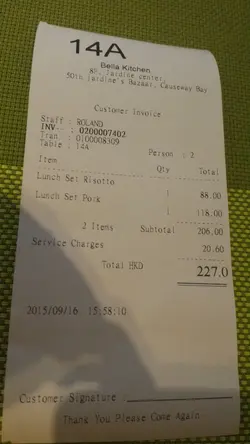 14A
Bella Kitchen
8F, Jardine center,
50th Jardine's Bazaar, Causeway Bay
Customer Invoice
Staff : ROLAND
INV.. : 0200007402
Tran : 0100008309
Table : 14A Person : 2
Item Qty Total
Lunch Set Risotto 1 88.00
Lunch Set Pork 1 118.00
2 Items Subtotal 206.00
Service Charges 20.60
Total HKD 227.0
2015/09/16 15:58:10
Customer Signature :
Thank You Please Come Again